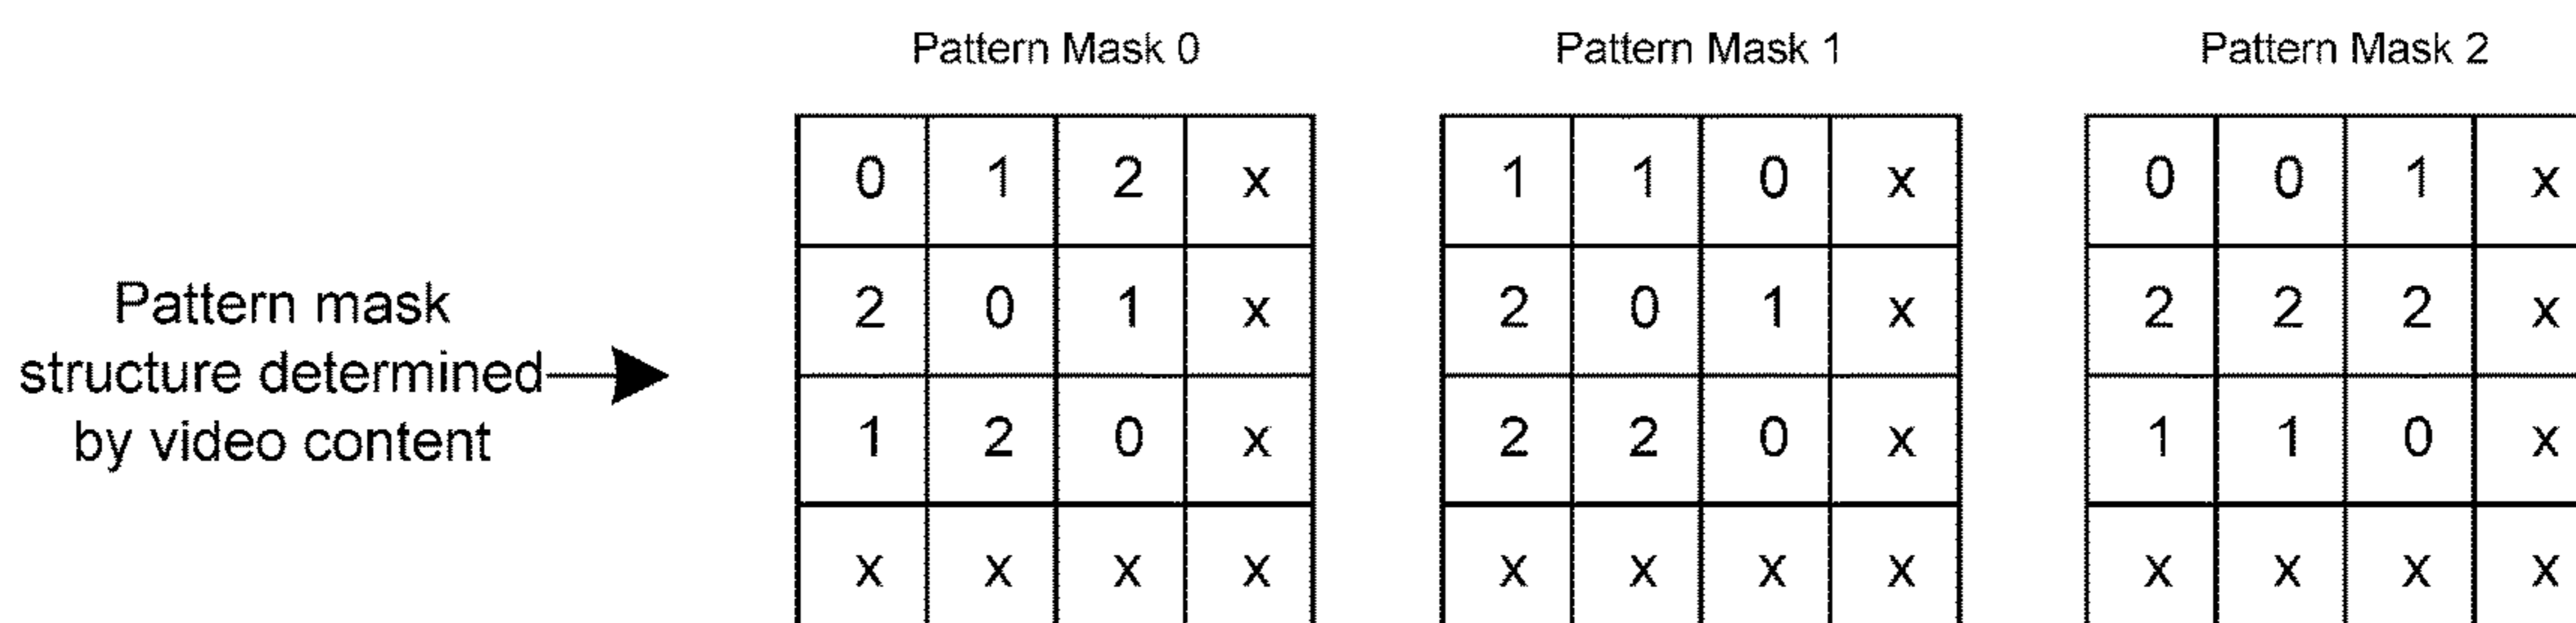 Pattern Mask 0 Pattern Mask 1 Pattern Mask 2
0 1 2 x 1 1 0 x 0 0 1 x
2 0 1 x 2 0 1 x 2 2 2 x
1 2 0 x 2 2 0 x 1 1 0 x
x x x x x x x x x x x x
Pattern mask
structure determined
by video content